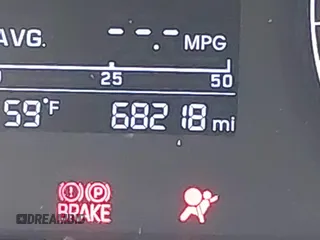 AVG. --.- MPG
25 50
59°F 68218 mi
(!) (P)
BRAKE
DREAM